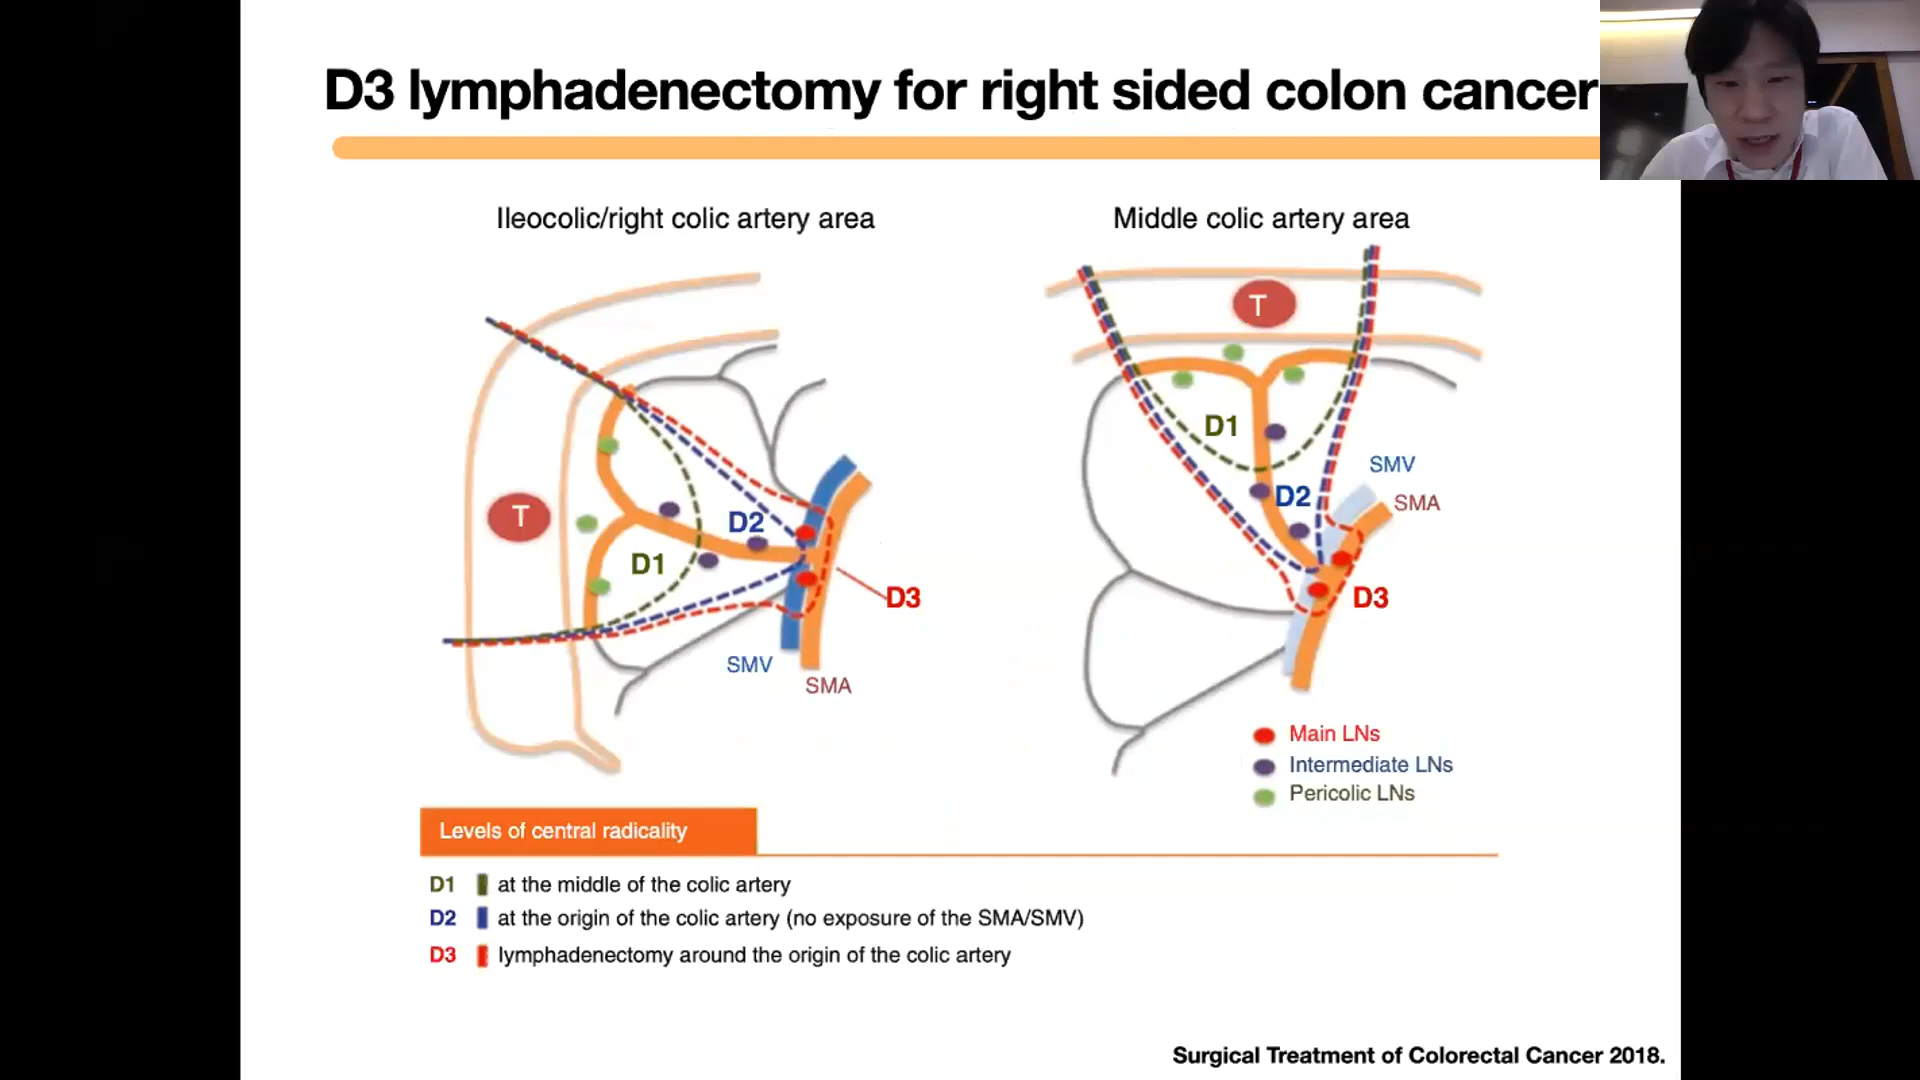 D3 lymphadenectomy for right sided colon cancer
Ileocolic/right colic artery area
Middle colic artery area
T
D1
D2
D3
SMV
SMA
T
D1
D2
SMV
SMA
D3
Main LNs
Intermediate LNs
Pericolic LNs
Levels of central radicality
D1 at the middle of the colic artery
D2 at the origin of the colic artery (no exposure of the SMA/SMV)
D3 lymphadenectomy around the origin of the colic artery
Surgical Treatment of Colorectal Cancer 2018.